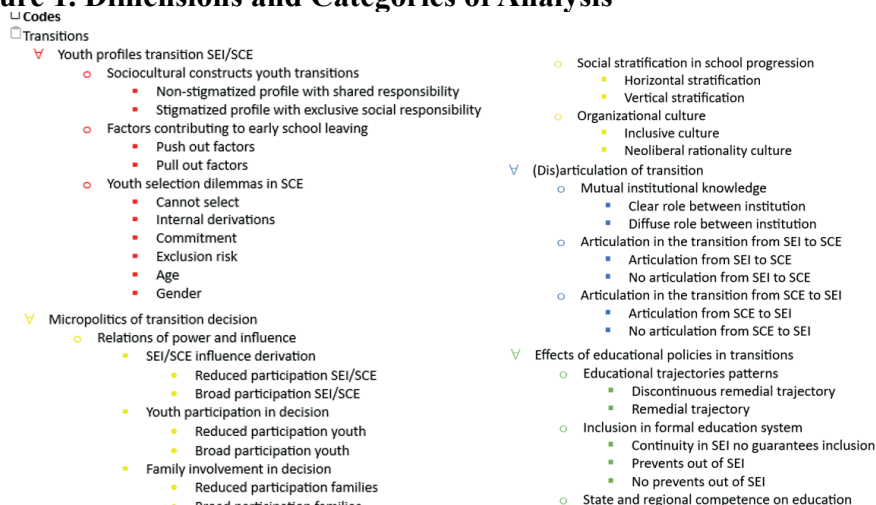 ure 1. Dimensions and Categories of Analysis
Codes
Transitions
Youth profiles transition SEI/SCE
Sociocultural constructs youth transitions
Non-stigmatized profile with shared responsibility
Stigmatized profile with exclusive social responsibility
Factors contributing to early school leaving
Push out factors
Pull out factors
Youth selection dilemmas in SCE
Cannot select
Internal derivations
Commitment
Exclusion risk
Age
Gender
Micropolitics of transition decision
Relations of power and influence
SEI/SCE influence derivation
Reduced participation SEI/SCE
Broad participation SEI/SCE
Youth participation in decision
Reduced participation youth
Broad participation youth
Family involvement in decision
Reduced participation families
Broad participation families
Social stratification in school progression
Horizontal stratification
Vertical stratification
Organizational culture
Inclusive culture
Neoliberal rationality culture
(Dis)articulation of transition
Mutual institutional knowledge
Clear role between institution
Diffuse role between institution
Articulation in the transition from SEI to SCE
Articulation from SEI to SCE
No articulation from SEI to SCE
Articulation in the transition from SCE to SEI
Articulation from SCE to SEI
No articulation from SCE to SEI
Effects of educational policies in transitions
Educational trajectories patterns
Discontinuous remedial trajectory
Remedial trajectory
Inclusion in formal education system
Continuity in SEI no guarantees inclusion
Prevents out of SEI
No prevents out of SEI
State and regional competence on education